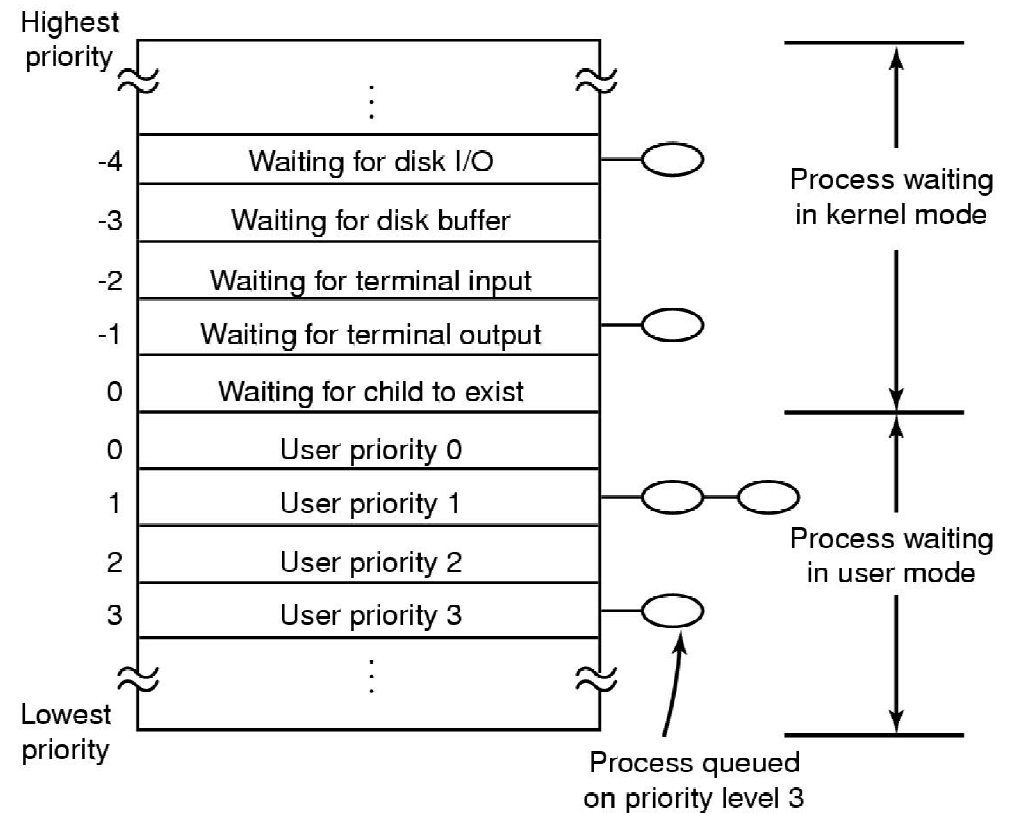 Highest
priority
-4 Waiting for disk I/O
-3 Waiting for disk buffer
-2 Waiting for terminal input
-1 Waiting for terminal output
0 Waiting for child to exist
0 User priority 0
1 User priority 1
2 User priority 2
3 User priority 3
Lowest
priority
Process waiting
in kernel mode
Process waiting
in user mode
Process queued
on priority level 3